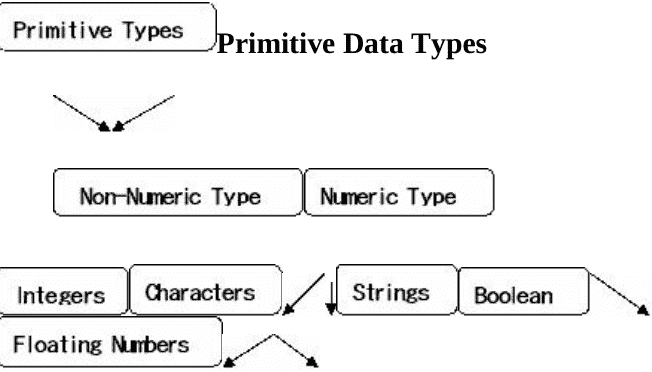 Primitive Types
Primitive Data Types
Non-Numeric Type
Numeric Type
Integers
Characters
Strings
Boolean
Floating Numbers